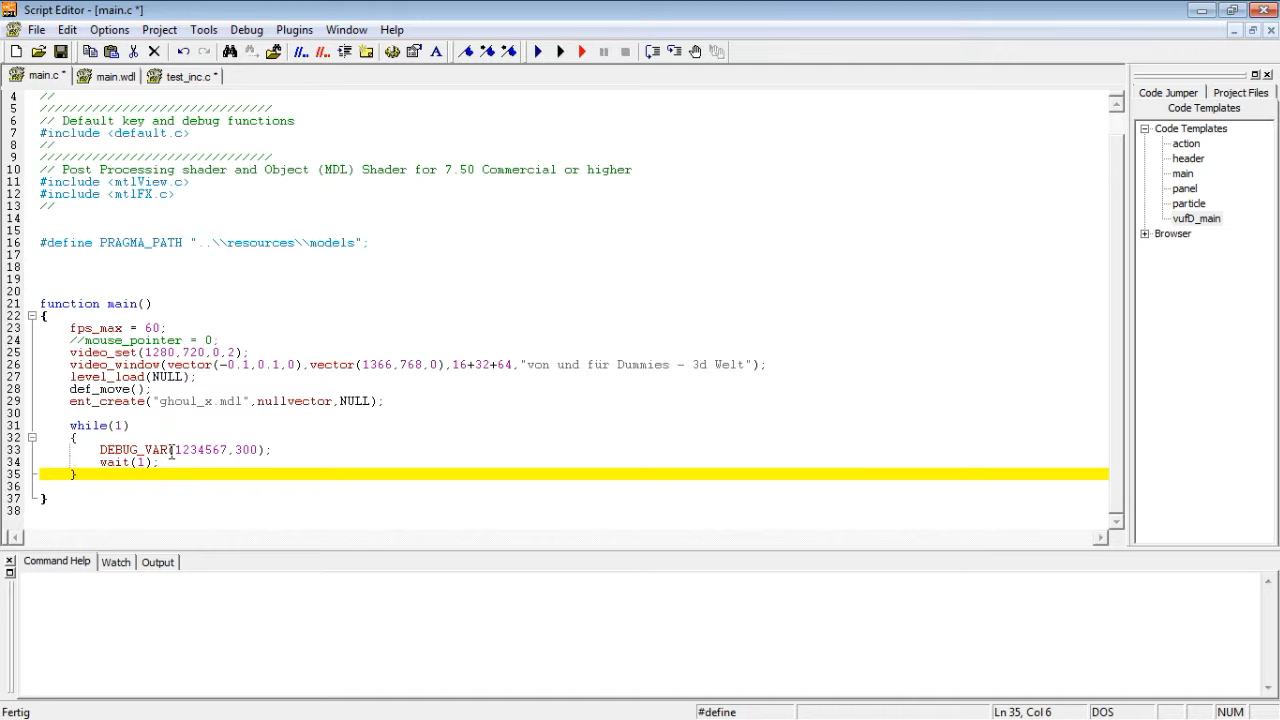 Script Editor - [main.c *]
File Edit Options Project Tools Debug Plugins Window Help
main.c * main.wdl test_inc.c *
Code Jumper Project Files
Code Templates
4 //
5 ///////////////////////////////
6 // Default key and debug functions
7 #include <default.c>
8 //
9 ///////////////////////////////
10 // Post Processing shader and Object (MDL) Shader for 7.50 Commercial or higher
11 #include <mtlView.c>
12 #include <mtlFX.c>
13 //
14
15
16 #define PRAGMA_PATH "..\\resources\\models";
17
18
19
20
21 function main()
22 {
23 fps_max = 60;
24 //mouse_pointer = 0;
25 video_set(1280,720,0,2);
26 video_window(vector(-0.1,0.1,0),vector(1366,768,0),16+32+64,"von und für Dummies - 3d Welt");
27 level_load(NULL);
28 def_move();
29 ent_create("ghoul_x.mdl",nullvector,NULL);
30
31 while(1)
32 {
33 DEBUG_VAR(1234567,300);
34 wait(1);
35 }
36
37 }
38
Code Templates
action
header
main
panel
particle
vufD_main
Browser
Command Help Watch Output
Fertig #define Ln 35, Col 6 DOS NUM